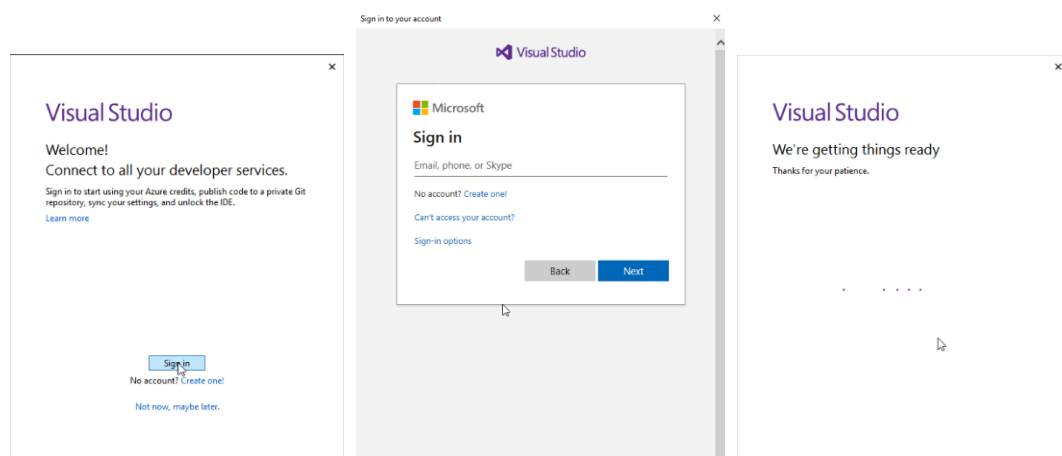 Visual Studio
Welcome!
Connect to all your developer services.
Sign in to start using your Azure credits, publish code to a private Git
repository, sync your settings, and unlock the IDE.
Learn more
Sign in
No account? Create one!
Not now, maybe later.
Sign in to your account
Visual Studio
Microsoft
Sign in
Email, phone, or Skype
No account? Create one!
Can't access your account?
Sign-in options
Back
Next
Visual Studio
We're getting things ready
Thanks for your patience.